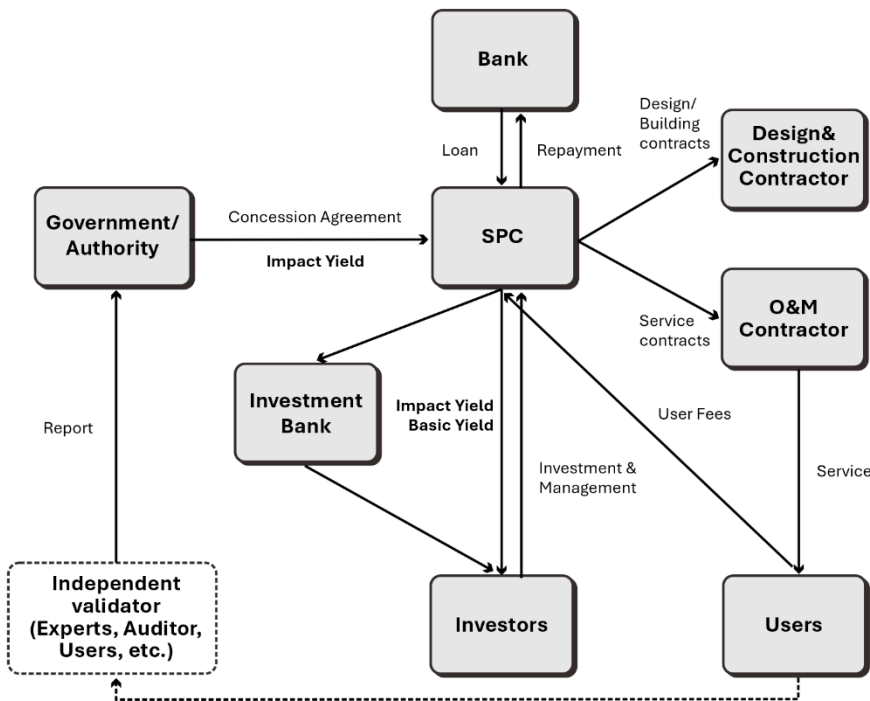 Bank
Design/
Building
contracts
Design&
Construction
Contractor
Loan
Repayment
Government/
Authority
Concession Agreement
Impact Yield
SPC
O&M
Contractor
Service
contracts
Investment
Bank
Impact Yield
Basic Yield
User Fees
Report
Investment &
Management
Service
Independent
validator
(Experts, Auditor,
Users, etc.)
Investors
Users